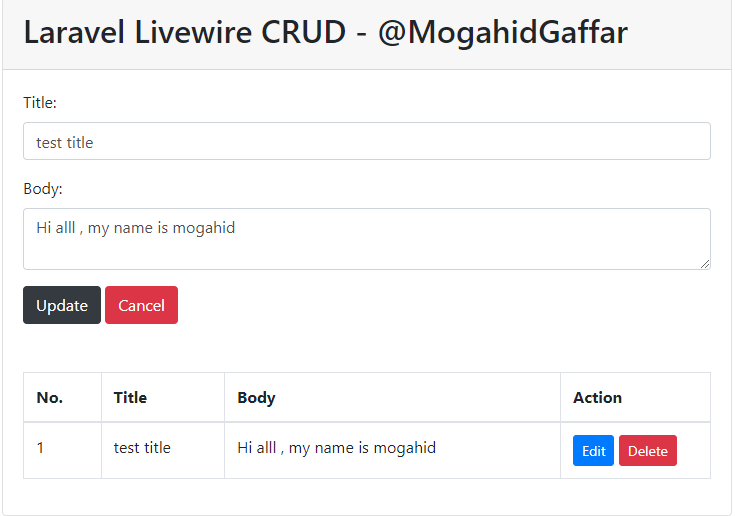 Laravel Livewire CRUD - @MogahidGaffar
Title:
test title
Body:
Hi alll , my name is mogahid
Update Cancel
No. Title Body Action
1 test title Hi alll , my name is mogahid Edit Delete